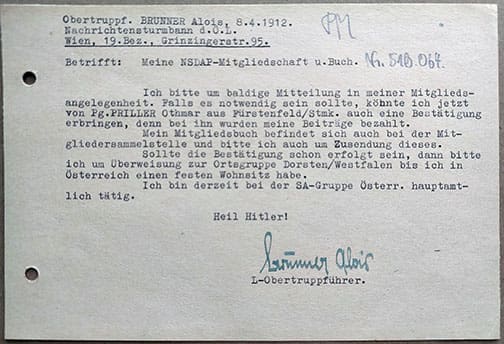 Obertruppf. BRUNNER Alois, 8.4.1912.
Nachrichtensturmbann d.Ö.L.
Wien, 19.Bez., Grinzingerstr.95.
Betrifft: Meine NSDAP-Mitgliedschaft u.Buch. Nr. 510.064.
Ich bitte um baldige Mitteilung in meiner Mitglieds-
angelegenheit. Falls es notwendig sein sollte, könnte ich jetzt
von Pg.PRILLER Othmar aus Fürstenfeld/Stmk. auch eine Bestätigung
erbringen, denn bei ihn wurden meine Beiträge bezahlt.
Mein Mitgliedsbuch befindet sich auch bei der Mit-
gliedersammelstelle und bitte ich auch um Zusendung dieses.
Sollte die Bestätigung schon erfolgt sein, dann bitte
ich um Überweisung zur Ortsgruppe Dorsten/Westfalen bis ich in
Österreich einen festen Wohnsitz habe.
Ich bin derzeit bei der SA-Gruppe Österr. hauptamt-
lich tätig.
Heil Hitler!
Brunner Alois
L-Obertruppführer.